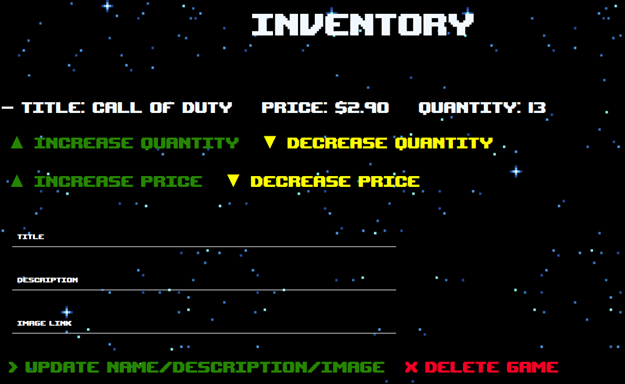 INVENTORY
– TITLE: CALL OF DUTY PRICE: $2.90 QUANTITY: 13
▲ INCREASE QUANTITY ▼ DECREASE QUANTITY
▲ INCREASE PRICE ▼ DECREASE PRICE
TITLE
DESCRIPTION
IMAGE LINK
> UPDATE NAME/DESCRIPTION/IMAGE X DELETE GAME